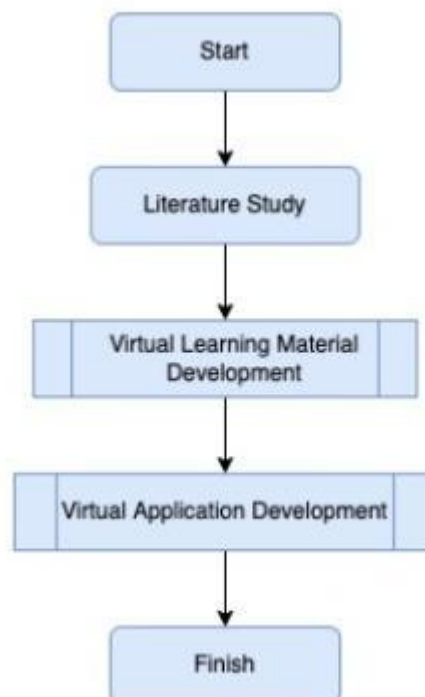 Start
Literature Study
Virtual Learning Material
Development
Virtual Application Development
Finish